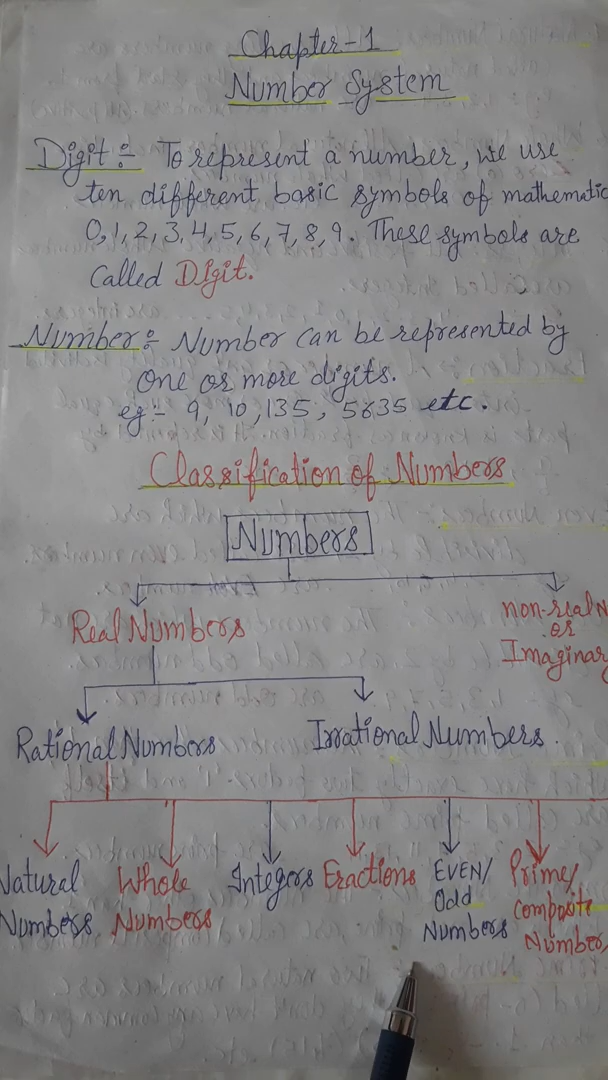 Chapter-1
Number System
Digit :- To represent a number, we use
ten different basic symbols of mathematic
0, 1, 2, 3, 4, 5, 6, 7, 8, 9. These symbols are
called Digit.
Number :- Number can be represented by
one or more digits.
eg :- 9, 10, 135, 5635 etc.
Classification of Numbers
Numbers
Real Numbers
non-real N
or
Imaginary
Rational Numbers
Irrational Numbers.
Natural Numbers
Whole Numbers
Integers
Fractions
EVEN/
Odd
Numbers
Prime/
Composite
Number